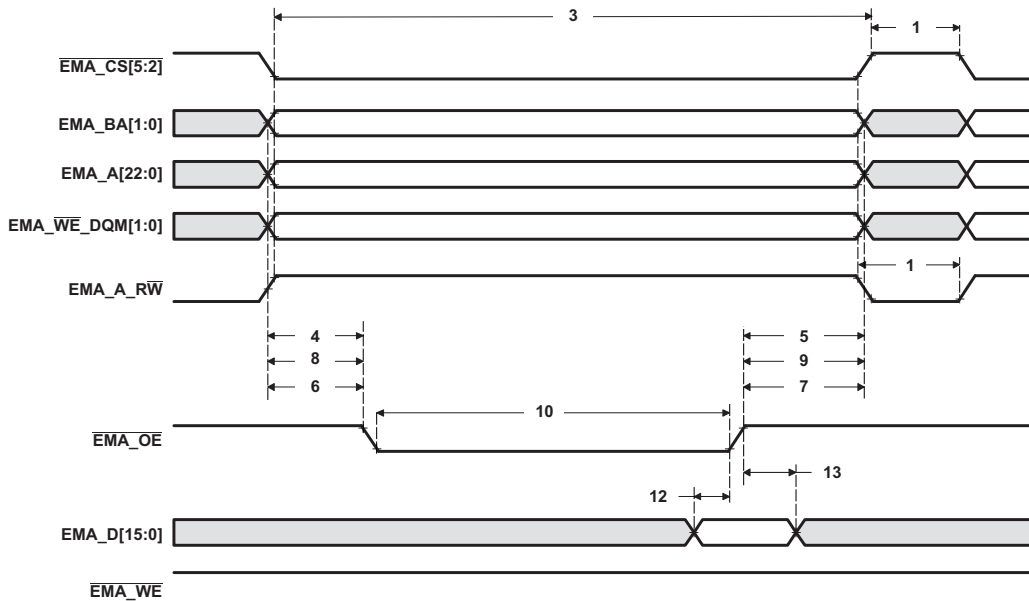 3
1
EMA_CS[5:2]
EMA_BA[1:0]
EMA_A[22:0]
EMA_WE_DQM[1:0]
1
EMA_A_RW
4
5
8
9
6
7
10
EMA_OE
13
12
EMA_D[15:0]
EMA_WE